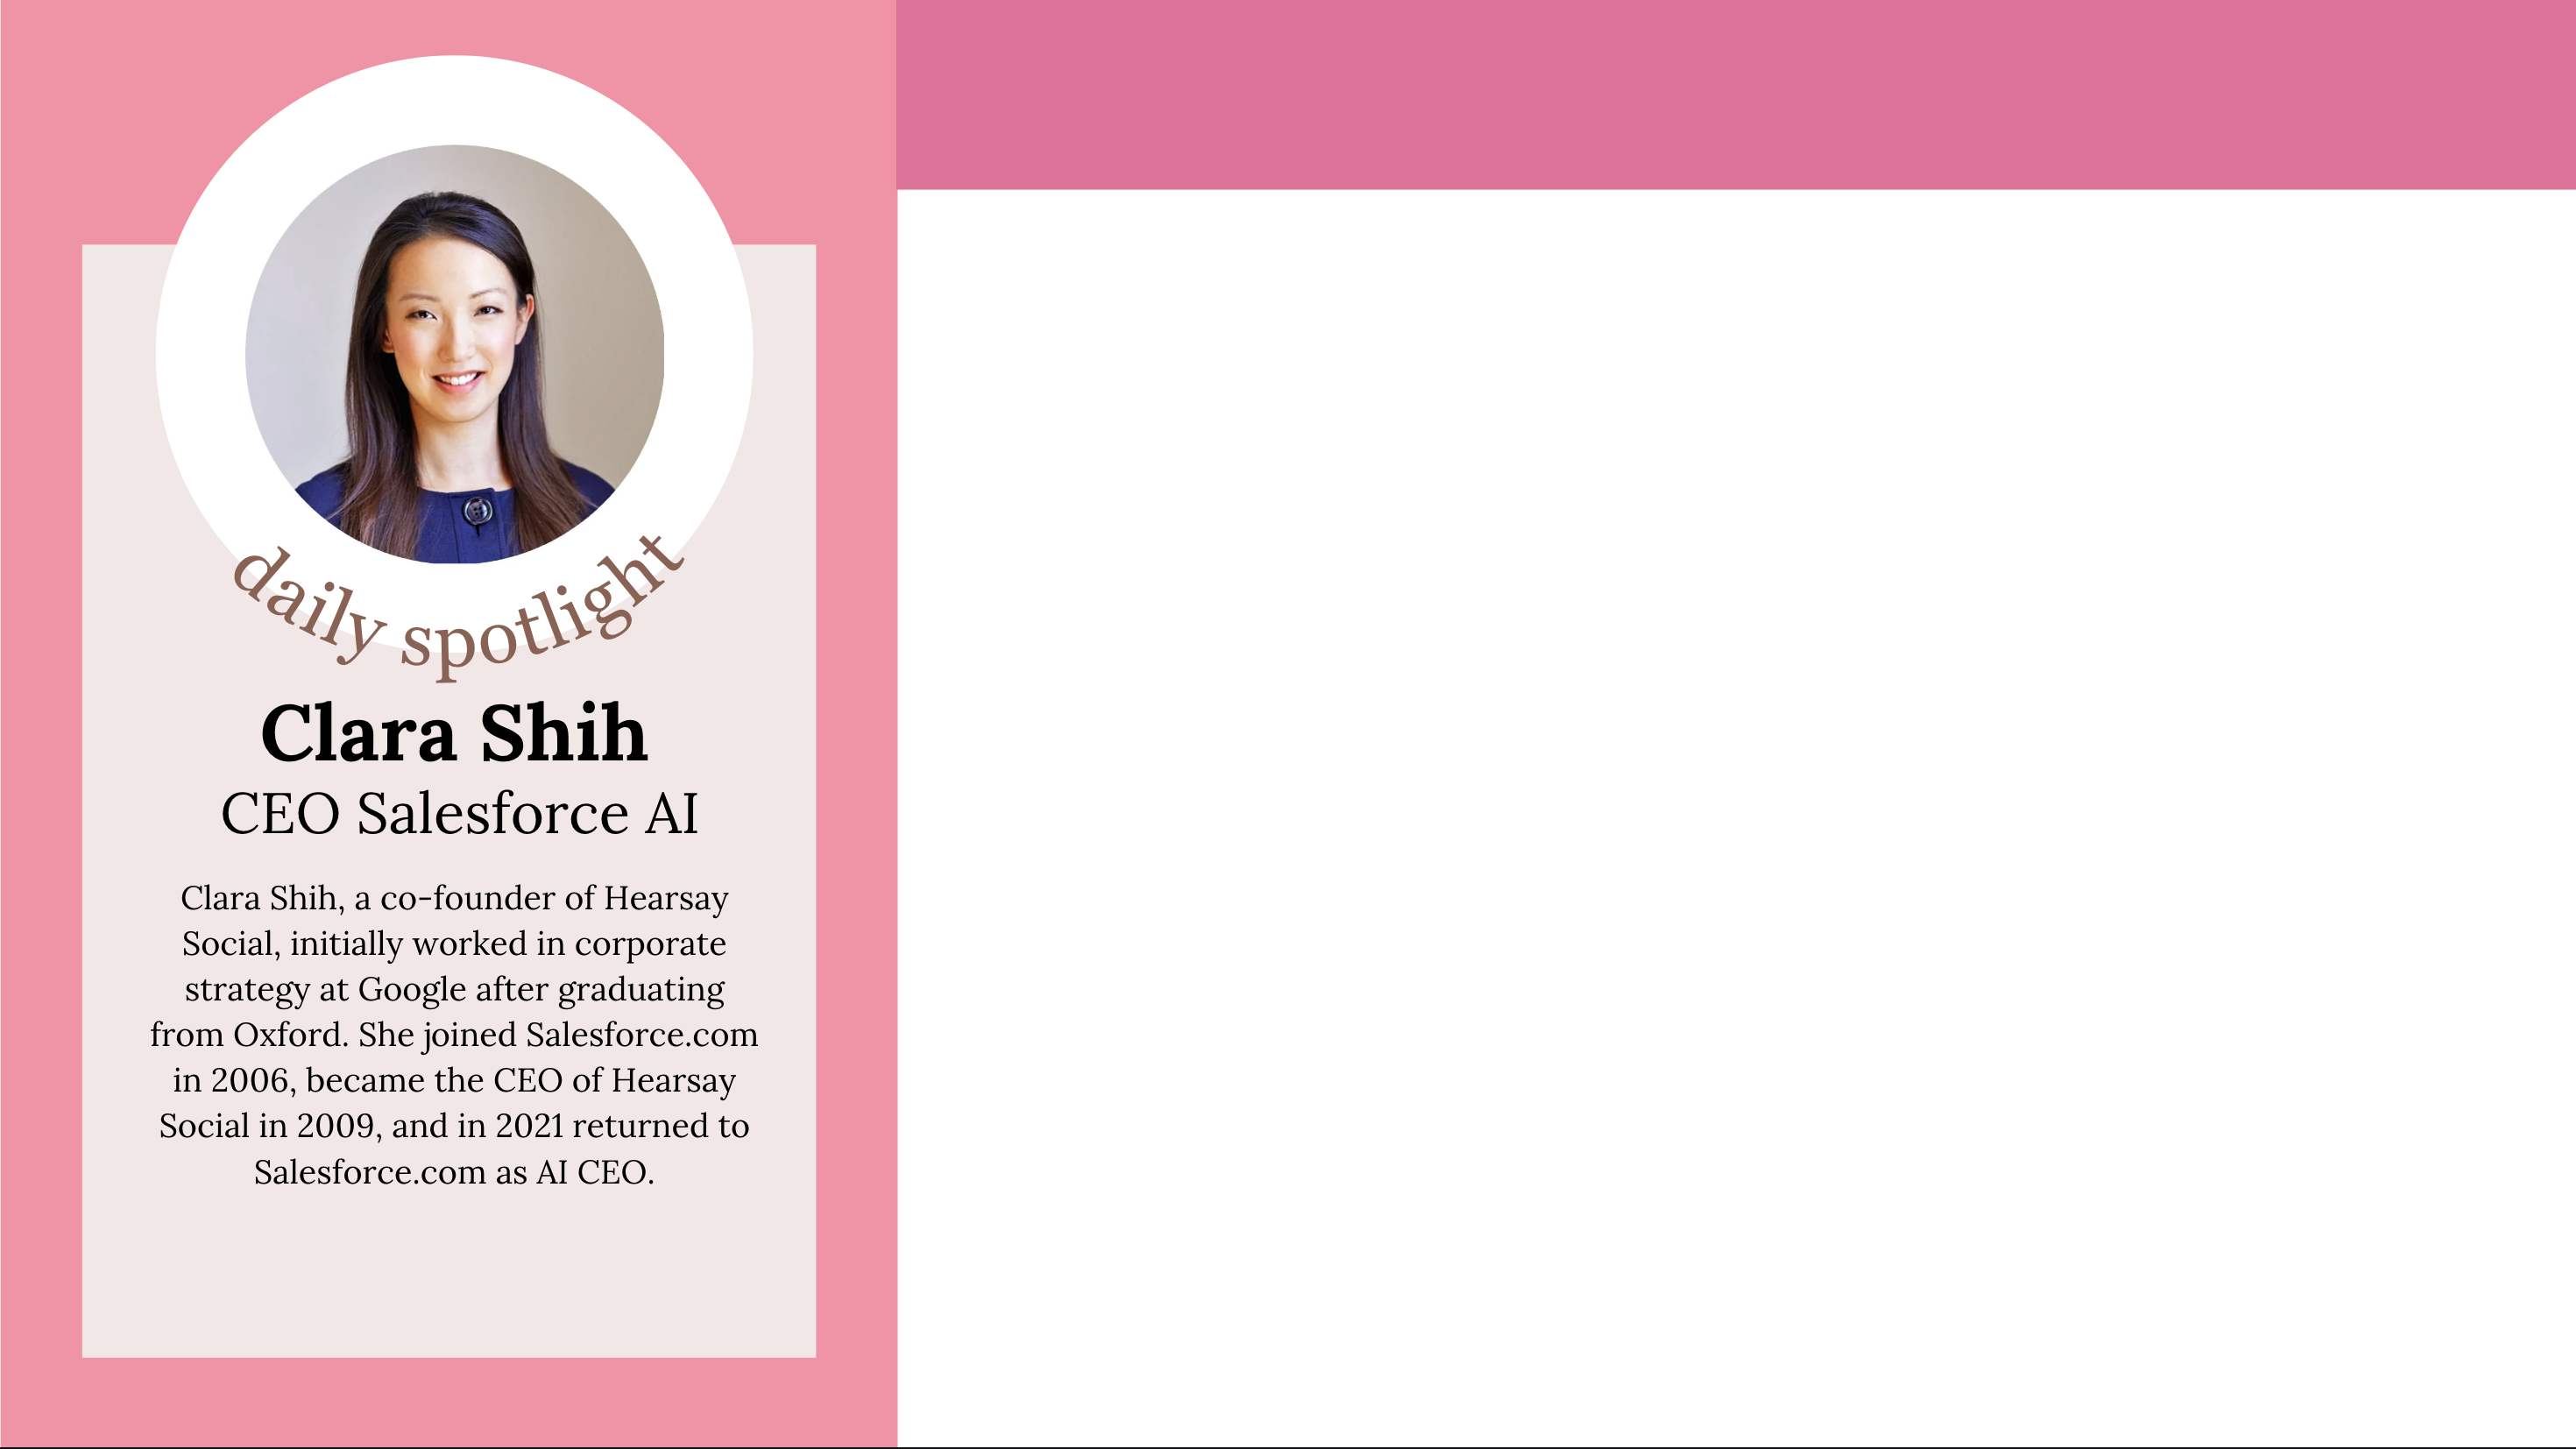 daily spotlight
Clara Shih
CEO Salesforce AI
Clara Shih, a co-founder of Hearsay
Social, initially worked in corporate
strategy at Google after graduating
from Oxford. She joined Salesforce.com
in 2006, became the CEO of Hearsay
Social in 2009, and in 2021 returned to
Salesforce.com as AI CEO.